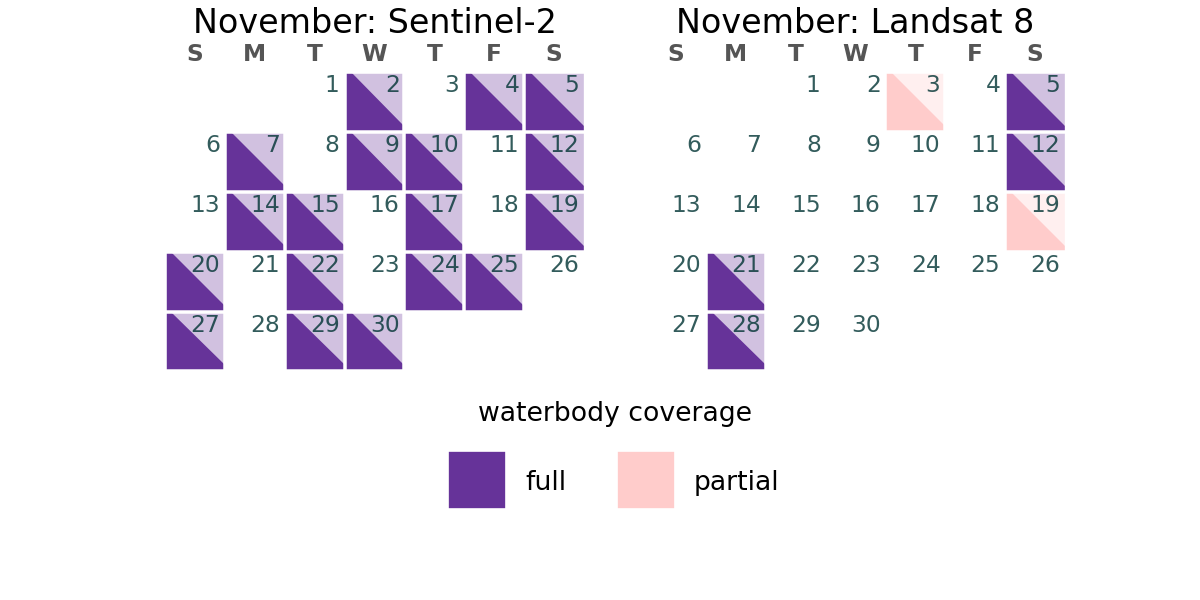 November: Sentinel-2
S M T W T F S
1 2 3 4 5
6 7 8 9 10 11 12
13 14 15 16 17 18 19
20 21 22 23 24 25 26
27 28 29 30
November: Landsat 8
S M T W T F S
1 2 3 4 5
6 7 8 9 10 11 12
13 14 15 16 17 18 19
20 21 22 23 24 25 26
27 28 29 30
waterbody coverage
full
partial